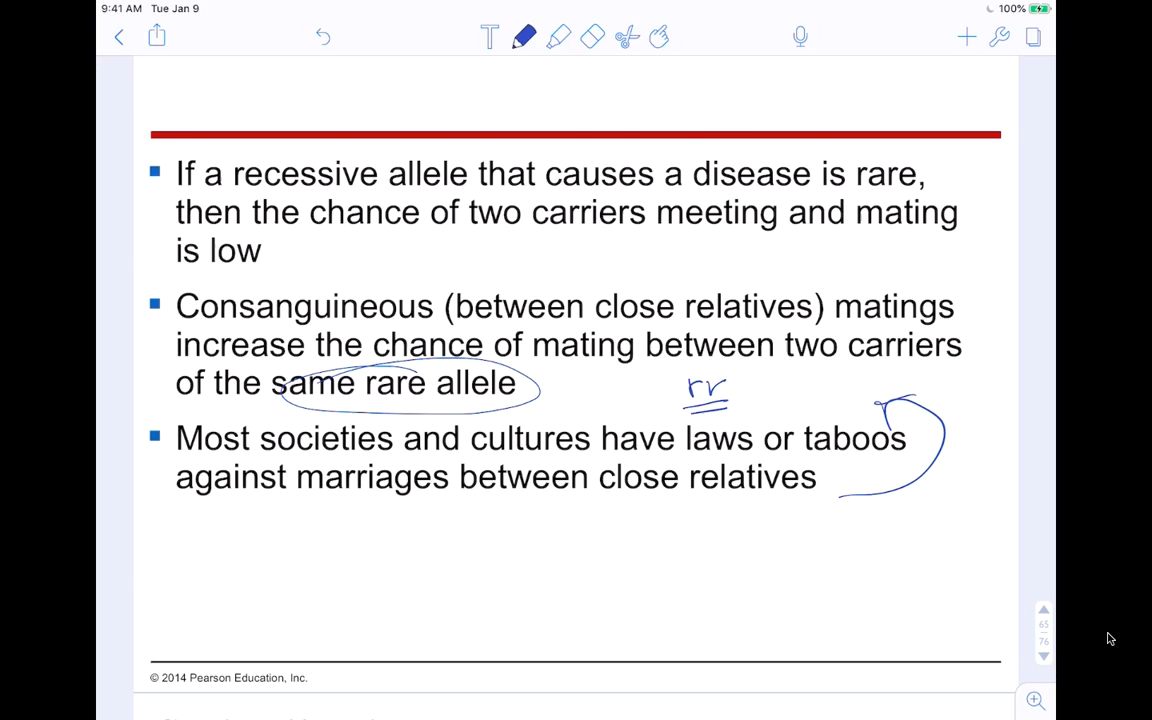 9:41 AM Tue Jan 9
100%
T
If a recessive allele that causes a disease is rare,
then the chance of two carriers meeting and mating
is low
Consanguineous (between close relatives) matings
increase the chance of mating between two carriers
of the same rare allele
rr
Most societies and cultures have laws or taboos
against marriages between close relatives
65
76
© 2014 Pearson Education, Inc.